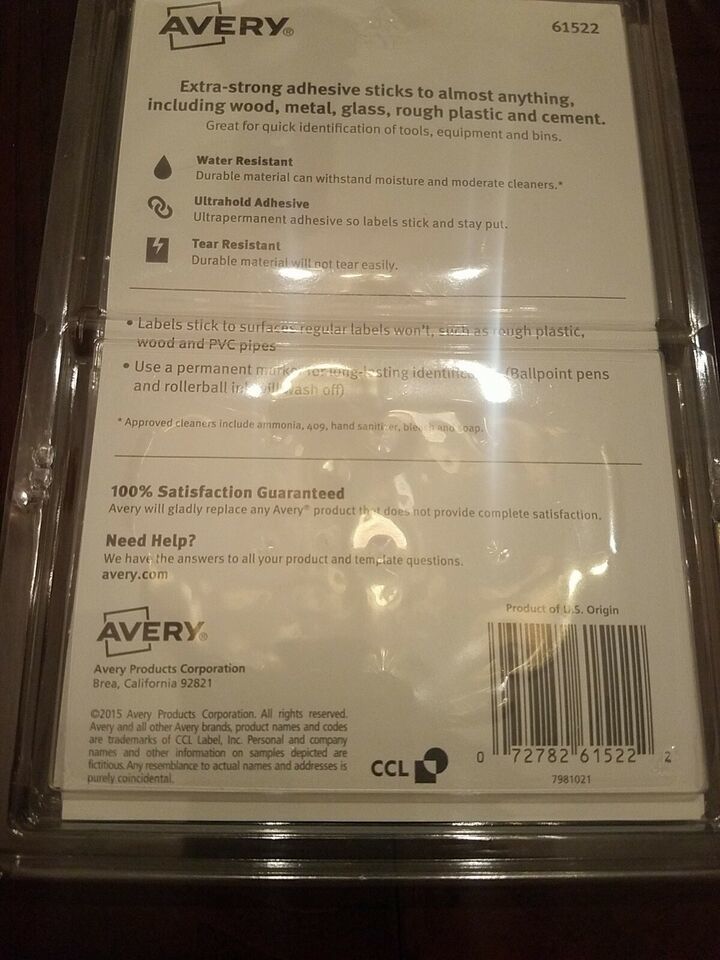 AVERY®
61522
Extra-strong adhesive sticks to almost anything,
including wood, metal, glass, rough plastic and cement.
Great for quick identification of tools, equipment and bins.
Water Resistant
Durable material can withstand moisture and moderate cleaners.*
Ultrahold Adhesive
Ultrapermanent adhesive so labels stick and stay put.
Tear Resistant
Durable material will not tear easily.
• Labels stick to surfaces regular labels won't, such as rough plastic,
wood and PVC pipes
• Use a permanent marker for long-lasting (Ballpoint pens
and rollerball ink will wash off)
* Approved cleaners include ammonia, 409, hand sanitizer, bleach and soap.
100% Satisfaction Guaranteed
Avery will gladly replace any Avery® product that does not provide complete satisfaction.
Need Help?
We have the answers to all your product and template questions.
avery.com
AVERY®
Avery Products Corporation
Brea, California 92821
Product of U.S. Origin
©2015 Avery Products Corporation. All rights reserved.
Avery and all other Avery brands, product names and codes
are trademarks of CCL Label, Inc. Personal and company
names and other information on samples depicted are
fictitious. Any resemblance to actual names and addresses is
purely coincidental.
CCL
0 72782 61522 2
7981021